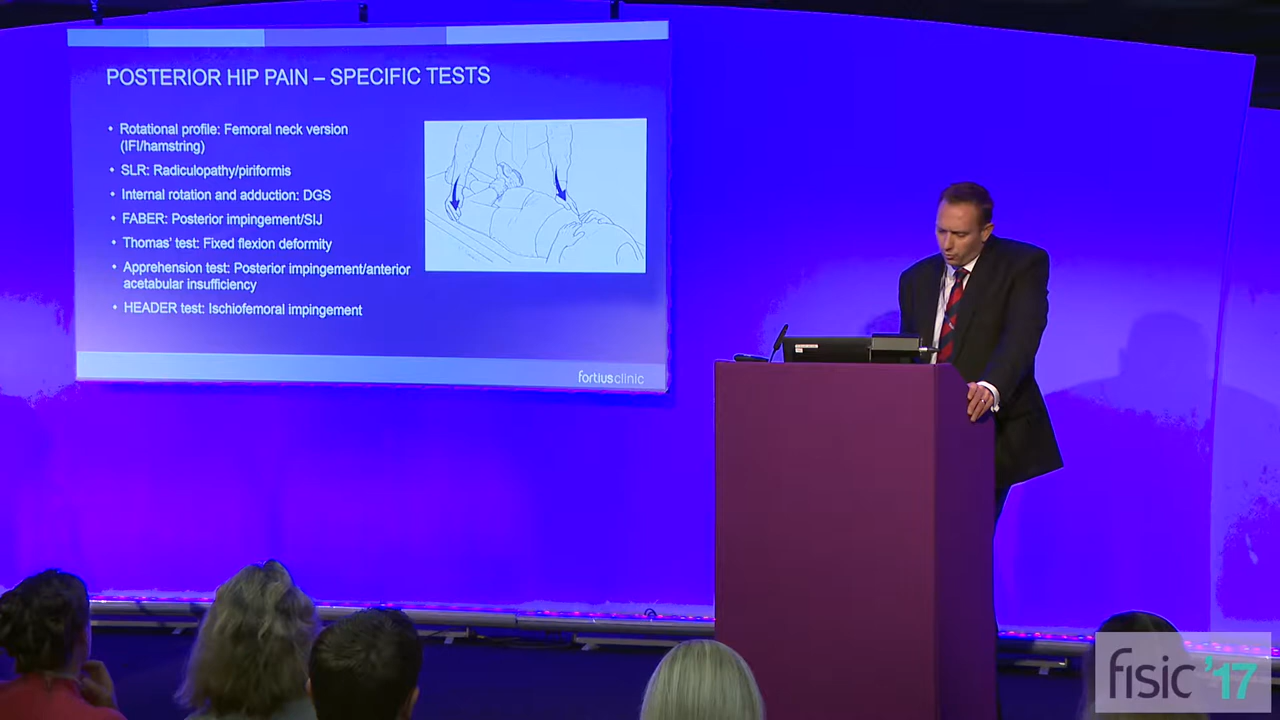 POSTERIOR HIP PAIN – SPECIFIC TESTS
• Rotational profile: Femoral neck version
(IFI/hamstring)
• SLR: Radiculopathy/piriformis
• Internal rotation and adduction: DGS
• FABER: Posterior impingement/SIJ
• Thomas' test: Fixed flexion deformity
• Apprehension test: Posterior impingement/anterior
acetabular insufficiency
• HEADER test: Ischiofemoral impingement
fortiusclinic
fisic '17